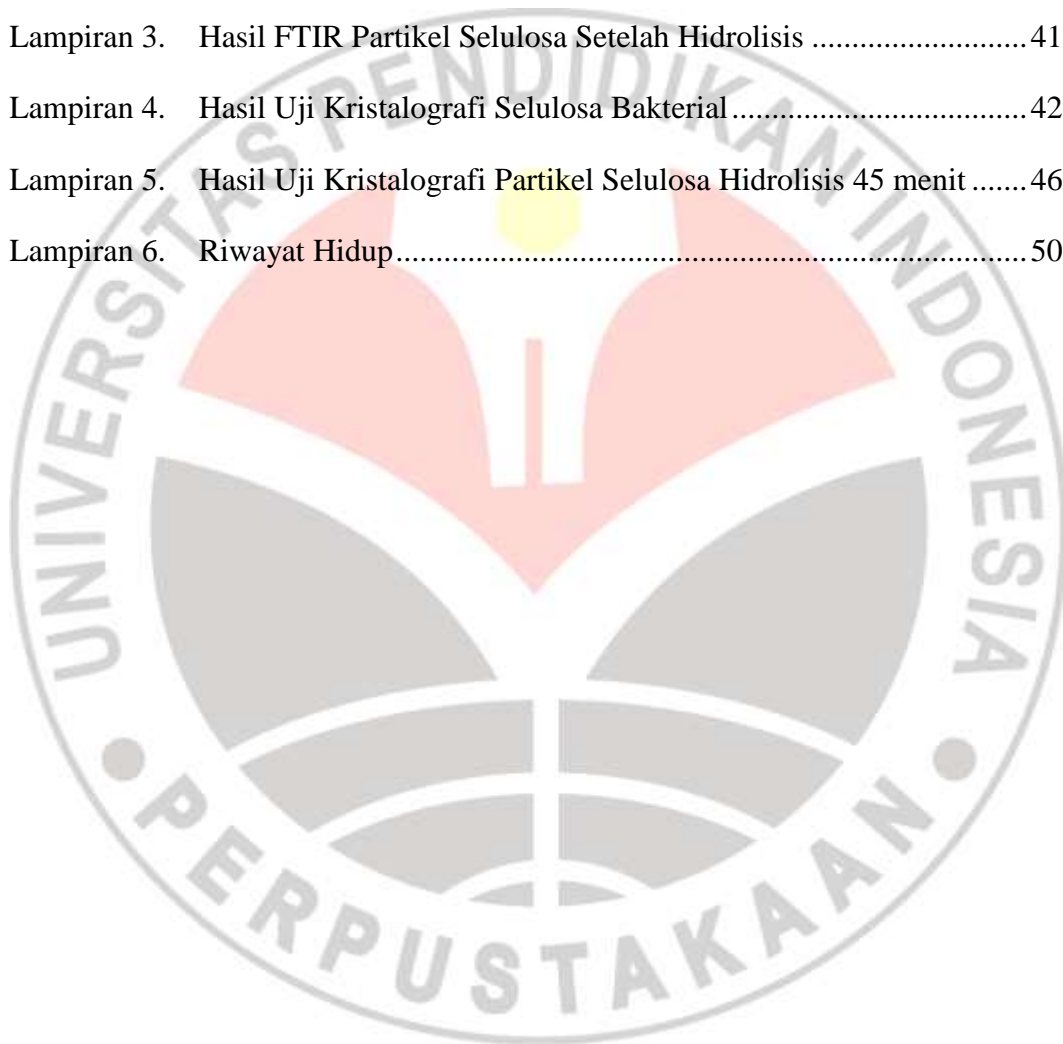 Lampiran 3. Hasil FTIR Partikel Selulosa Setelah Hidrolisis ........................... 41
Lampiran 4. Hasil Uji Kristalografi Selulosa Bakterial ..................................... 42
Lampiran 5. Hasil Uji Kristalografi Partikel Selulosa Hidrolisis 45 menit ....... 46
Lampiran 6. Riwayat Hidup ............................................................................... 50
UNIVERSITAS PENDIDIKAN INDONESIA
PERPUSTAKAAN